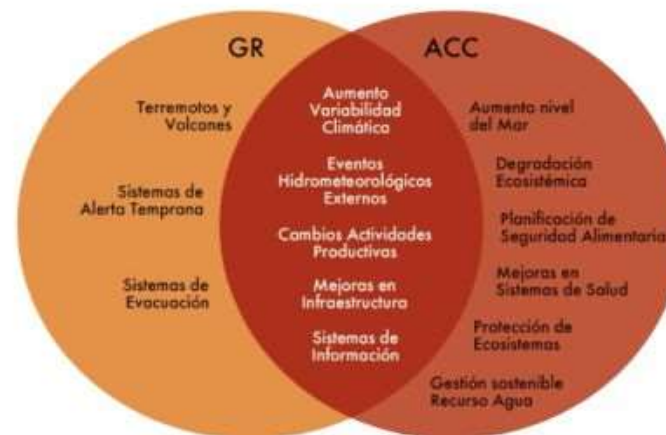 GR
Terremotos y
Volcanes
Sistemas de
Alerta Temprana
Sistemas de
Evacuación
Aumento
Variabilidad
Climática
Eventos
Hidrometeorológicos
Externos
Cambios Actividades
Productivas
Mejoras en
Infraestructura
Sistemas de
Información
ACC
Aumento nivel
del Mar
Degradación
Ecosistémica
Planificación de
Seguridad Alimentaria
Mejoras en
Sistemas de Salud
Protección de
Ecosistemas
Gestión sostenible
Recurso Agua